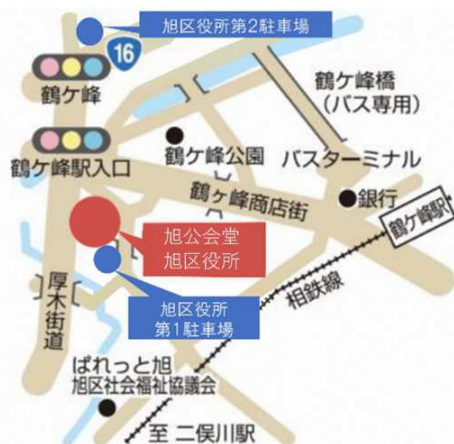 旭区役所第2駐車場
16
鶴ケ峰
鶴ケ峰橋
(バス専用)
鶴ケ峰駅入口
鶴ケ峰公園
バスターミナル
鶴ヶ峰商店街
銀行
鶴ケ峰駅
旭公会堂
旭区役所
厚木街道
旭区役所
第1駐車場
相鉄線
ぱれっと旭
旭区社会福祉協議会
至 二俣川駅